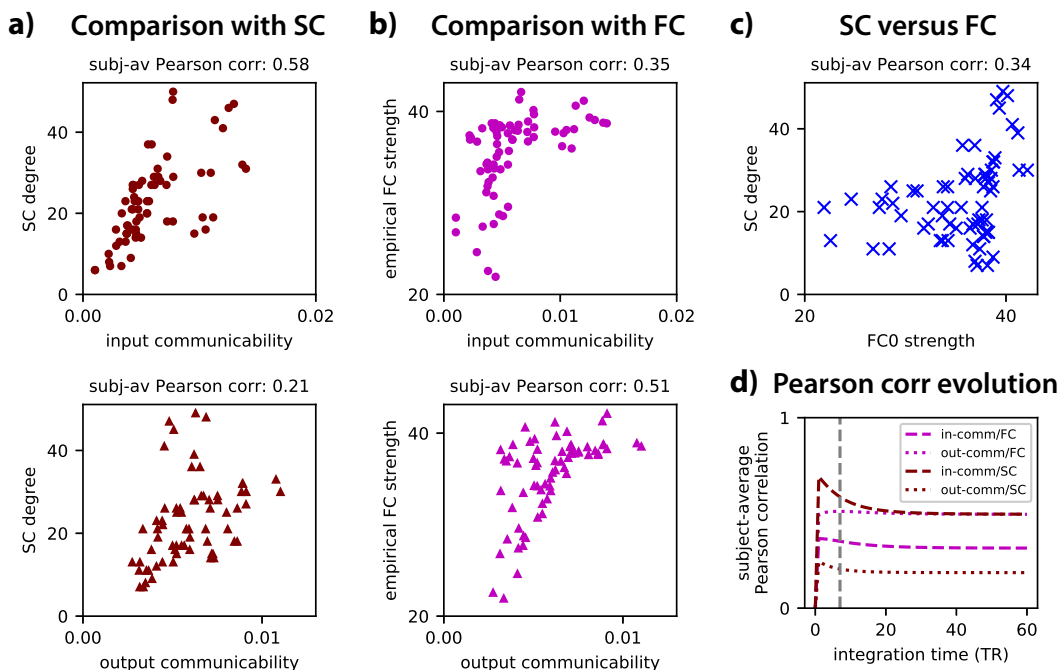 a) Comparison with SC
subj-av Pearson corr: 0.58
SC degree
40
20
0
0.00 0.02
input communicability
subj-av Pearson corr: 0.21
SC degree
40
20
0
0.00 0.01
output communicability
b) Comparison with FC
subj-av Pearson corr: 0.35
empirical FC strength
40
20
0.00 0.01 0.02
input communicability
subj-av Pearson corr: 0.51
empirical FC strength
40
20
0.00 0.01
output communicability
c) SC versus FC
subj-av Pearson corr: 0.34
SC degree
40
20
0
20 40
FC0 strength
d) Pearson corr evolution
subject-average
Pearson correlation
1
0
in-comm/FC
out-comm/FC
in-comm/SC
out-comm/SC
0 20 40 60
integration time (TR)